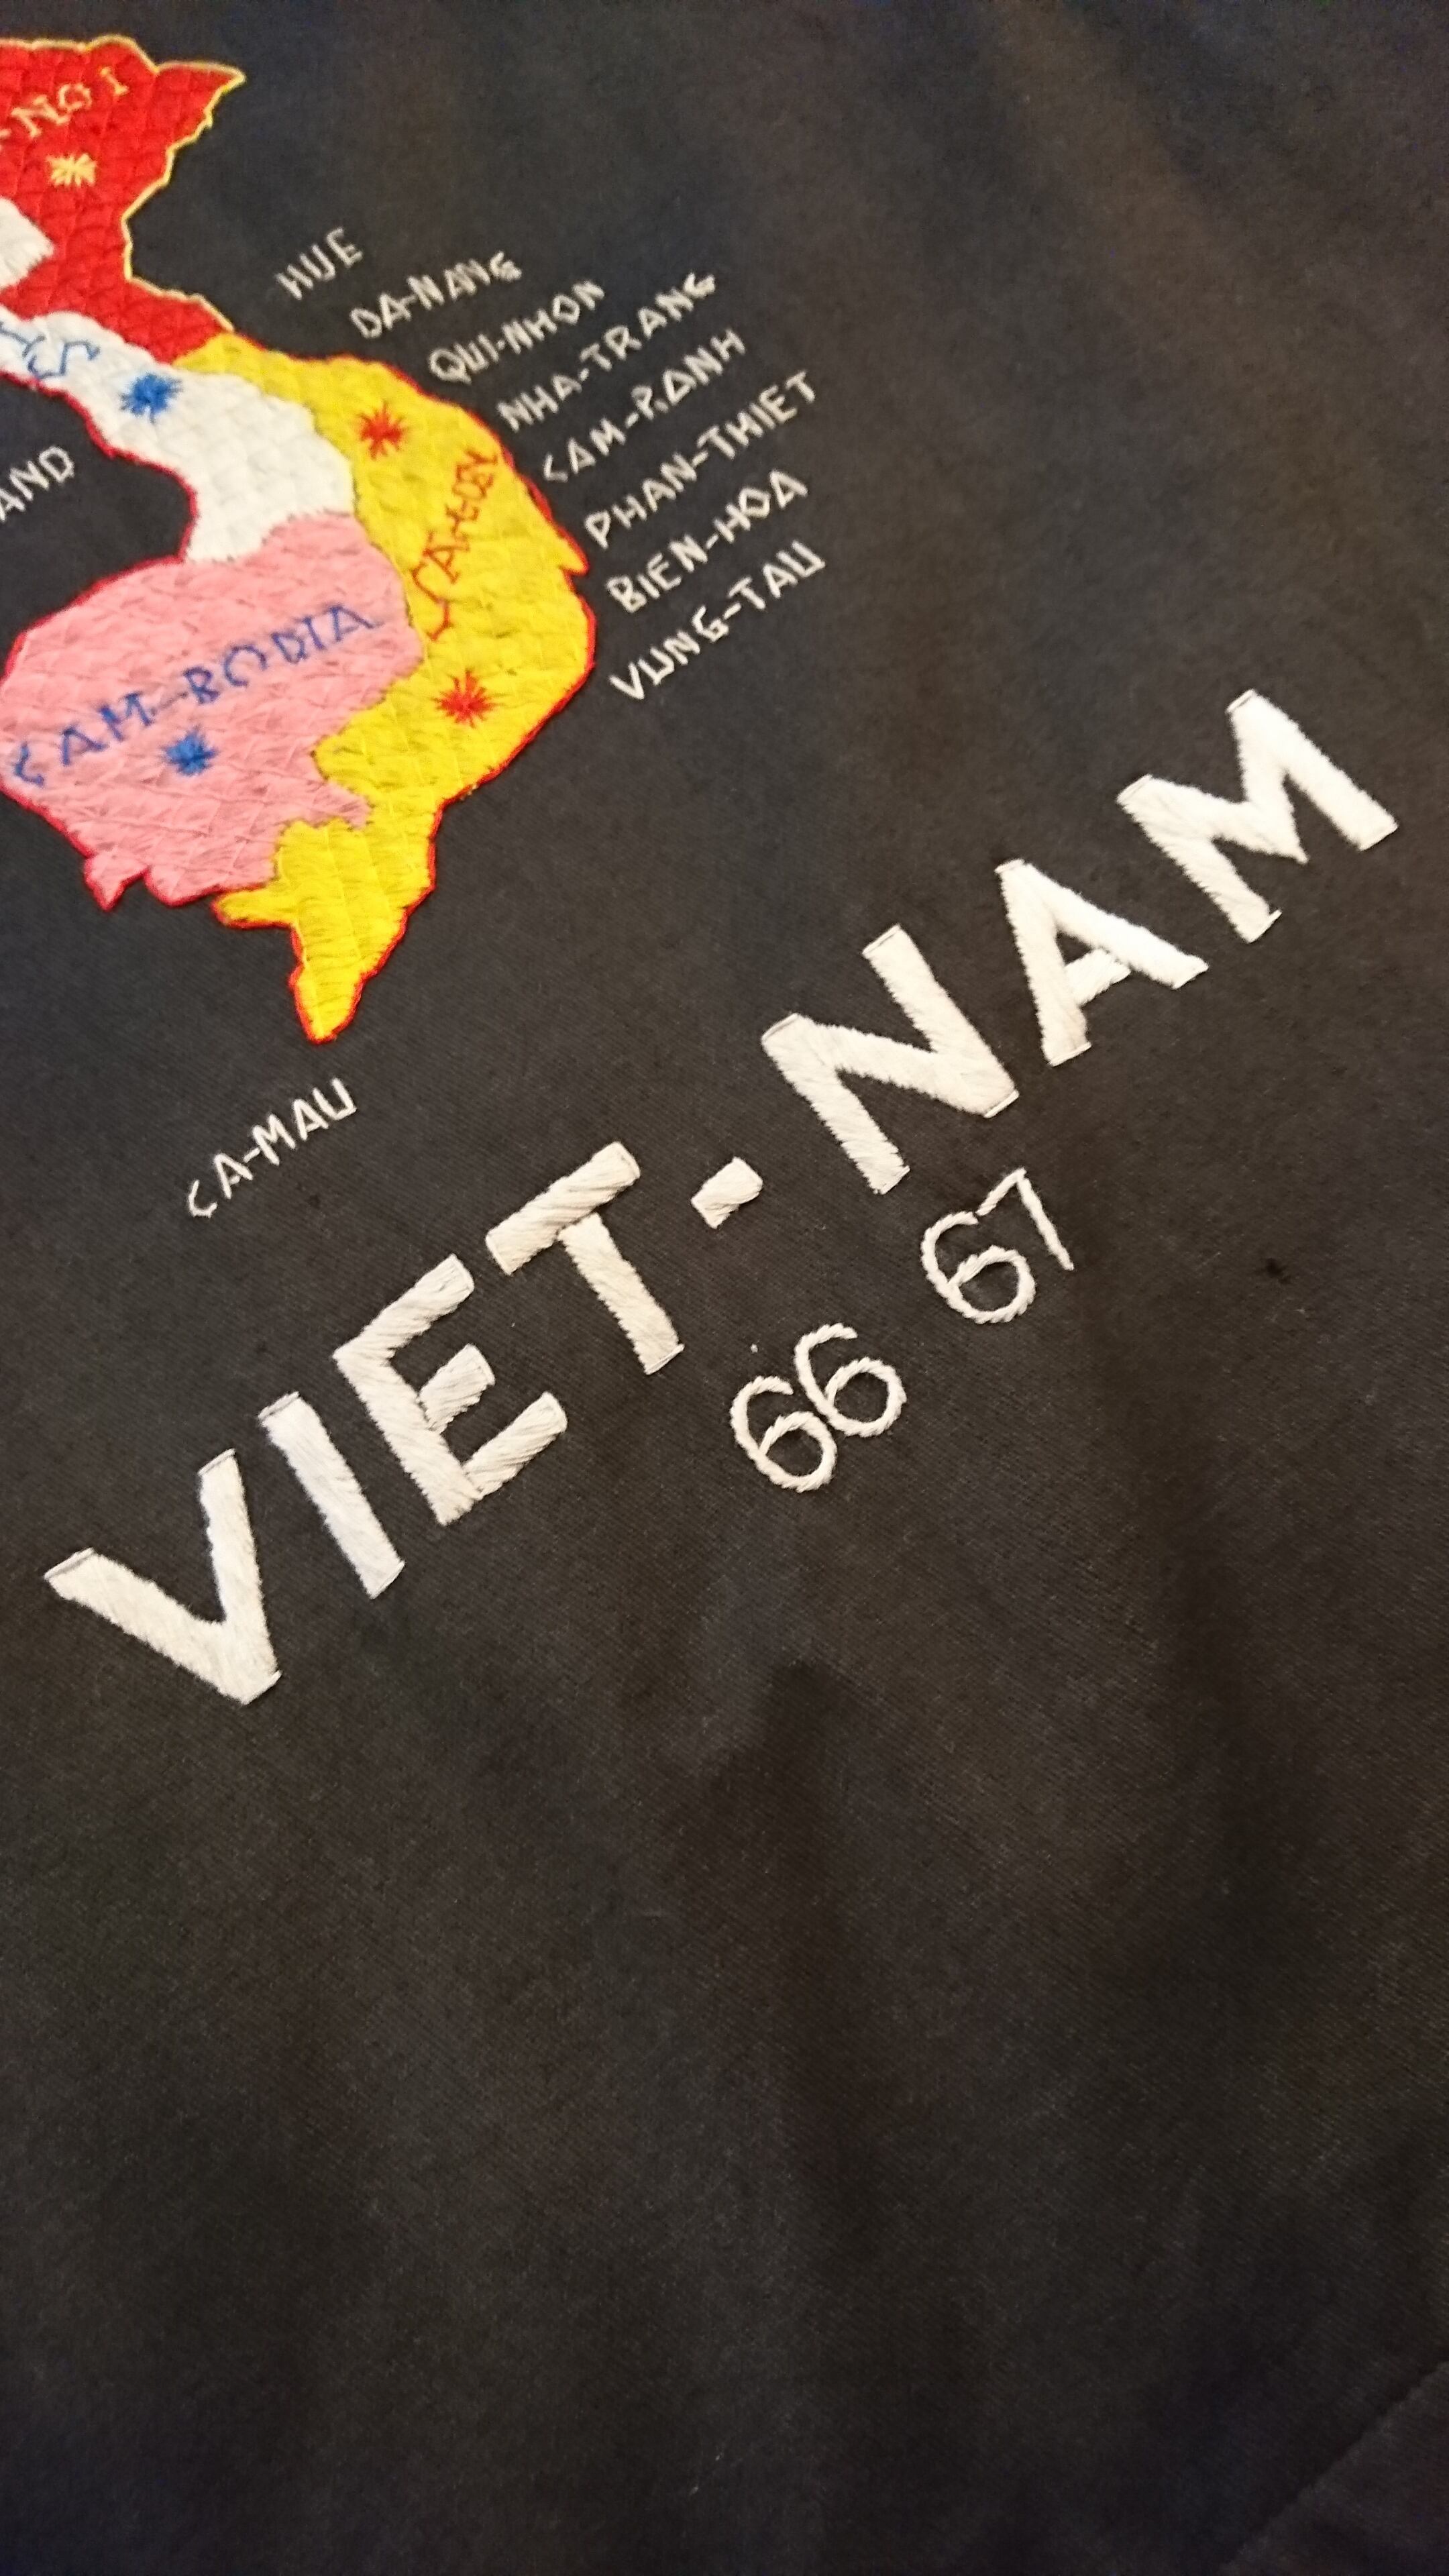 NOI
HUE
DA-NANG
QUI-NHON
NHA-TRANG
CAM-RANH
PHAN-THIET
BIEN-HOA
VUNG-TAU
CAM-BODIA
CA-MAU
VIET-NAM
66 67